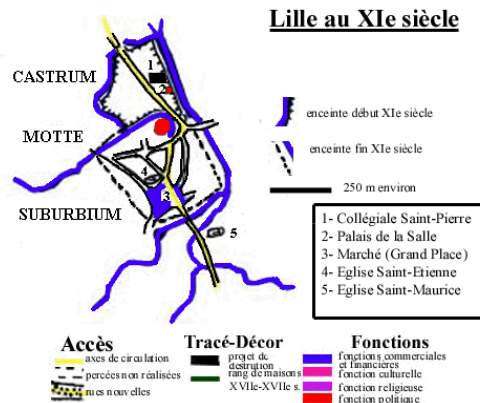 Lille au XIe siècle
CASTRUM
1
2
MOTTE
4
3
SUBURBIUM
5
enceinte début XIe siècle
enceinte fin XIe siècle
250 m environ
1- Collégiale Saint-Pierre
2- Palais de la Salle
3- Marché (Grand Place)
4- Eglise Saint-Etienne
5- Eglise Saint-Maurice
Accès
axes de circulation
percées non réalisées
rues nouvelles
Tracé-Décor
projet de
destrution
rang de maisons
XVIIe-XVIIe s.
Fonctions
fonctions commerciales
et financières
fonction culturelle
fonction religieuse
fonction politique